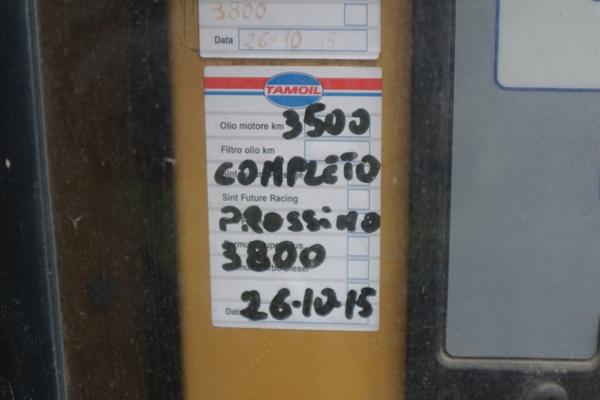 3800
Data 26-10-15
TAMOIL
Olio motore km 3500
Filtro olio km
COMPLETO
Sint Future Racing
PROSSIMO
3800
Data 26-10-15